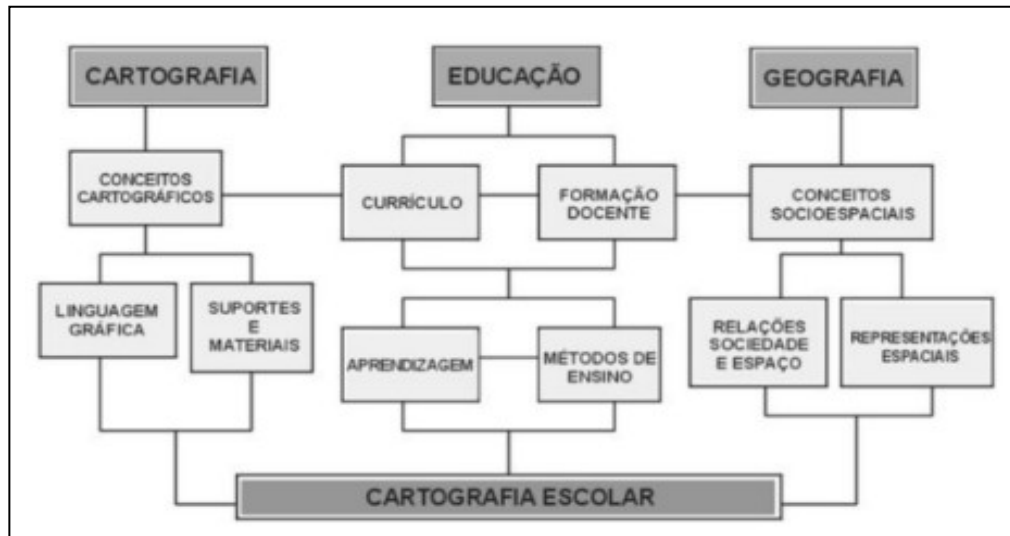 CARTOGRAFIA
EDUCAÇÃO
GEOGRAFIA
CONCEITOS
CARTOGRÁFICOS
CURRÍCULO
FORMAÇÃO
DOCENTE
CONCEITOS
SOCIOESPACIAIS
LINGUAGEM
GRÁFICA
SUPORTES
E
MATERIAIS
APRENDIZAGEM
MÉTODOS DE
ENSINO
RELAÇÕES
SOCIEDADE
E ESPAÇO
REPRESENTAÇÕES
ESPACIAIS
CARTOGRAFIA ESCOLAR